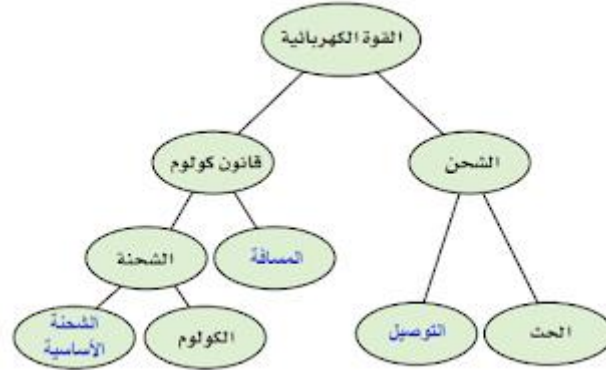 القوة الكهربائية
قانون كولوم
الشحن
الشحنة
المسافة
الشحنة
الأساسية
الكولوم
التوصيل
الحث